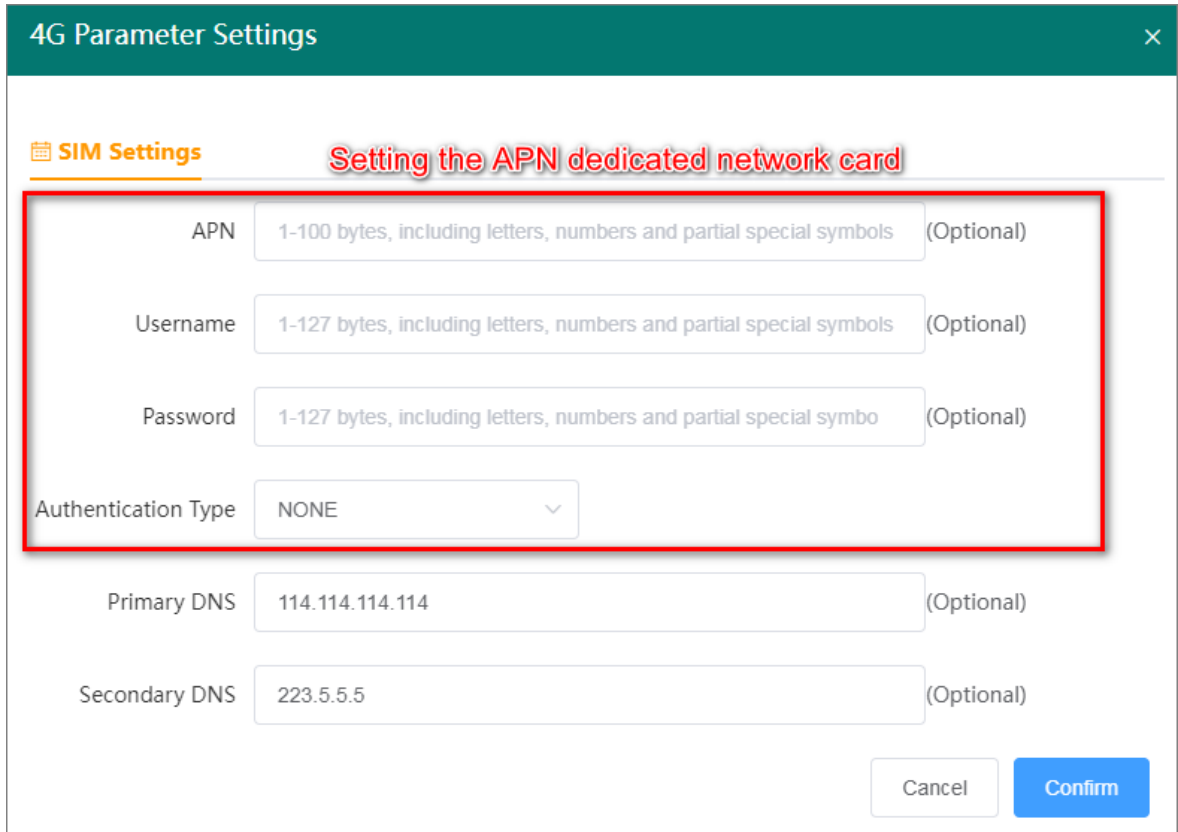 4G Parameter Settings ×
SIM Settings
Setting the APN dedicated network card
APN 1-100 bytes, including letters, numbers and partial special symbols (Optional)
Username 1-127 bytes, including letters, numbers and partial special symbols (Optional)
Password 1-127 bytes, including letters, numbers and partial special symbo (Optional)
Authentication Type NONE
Primary DNS 114.114.114.114 (Optional)
Secondary DNS 223.5.5.5 (Optional)
Cancel Confirm